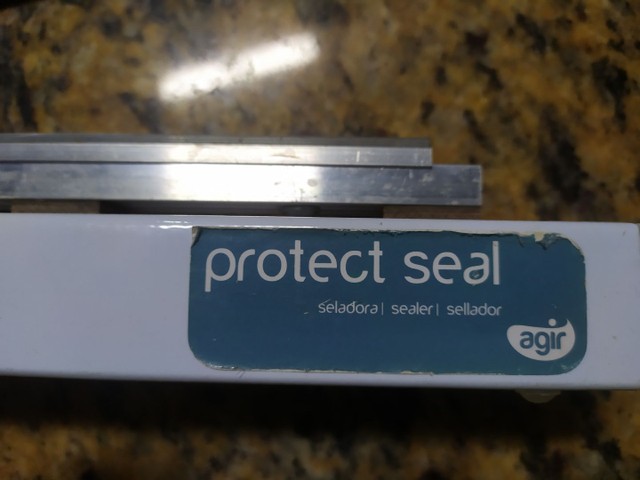 protect seal
seladora| sealer| sellador
agir